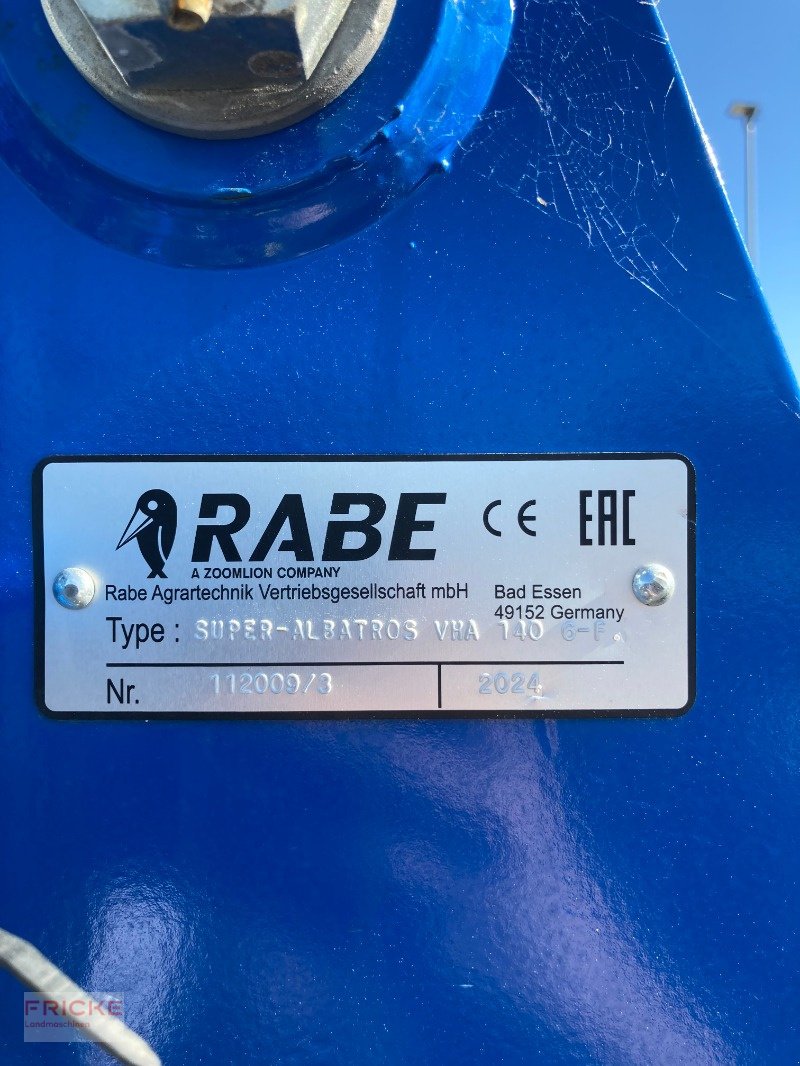 RABE
A ZOOMLION COMPANY
CE
EAC
Rabe Agrartechnik Vertriebsgesellschaft mbH
Bad Essen
49152 Germany
Type : SUPER-ALBATROS VHA 140 6-F.
Nr. 112009/3 2024
FRICKE
Landmaschinen